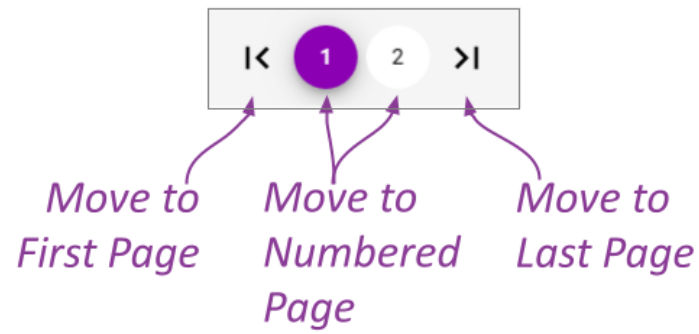 1 2
Move to
First Page
Move to
Numbered
Page
Move to
Last Page